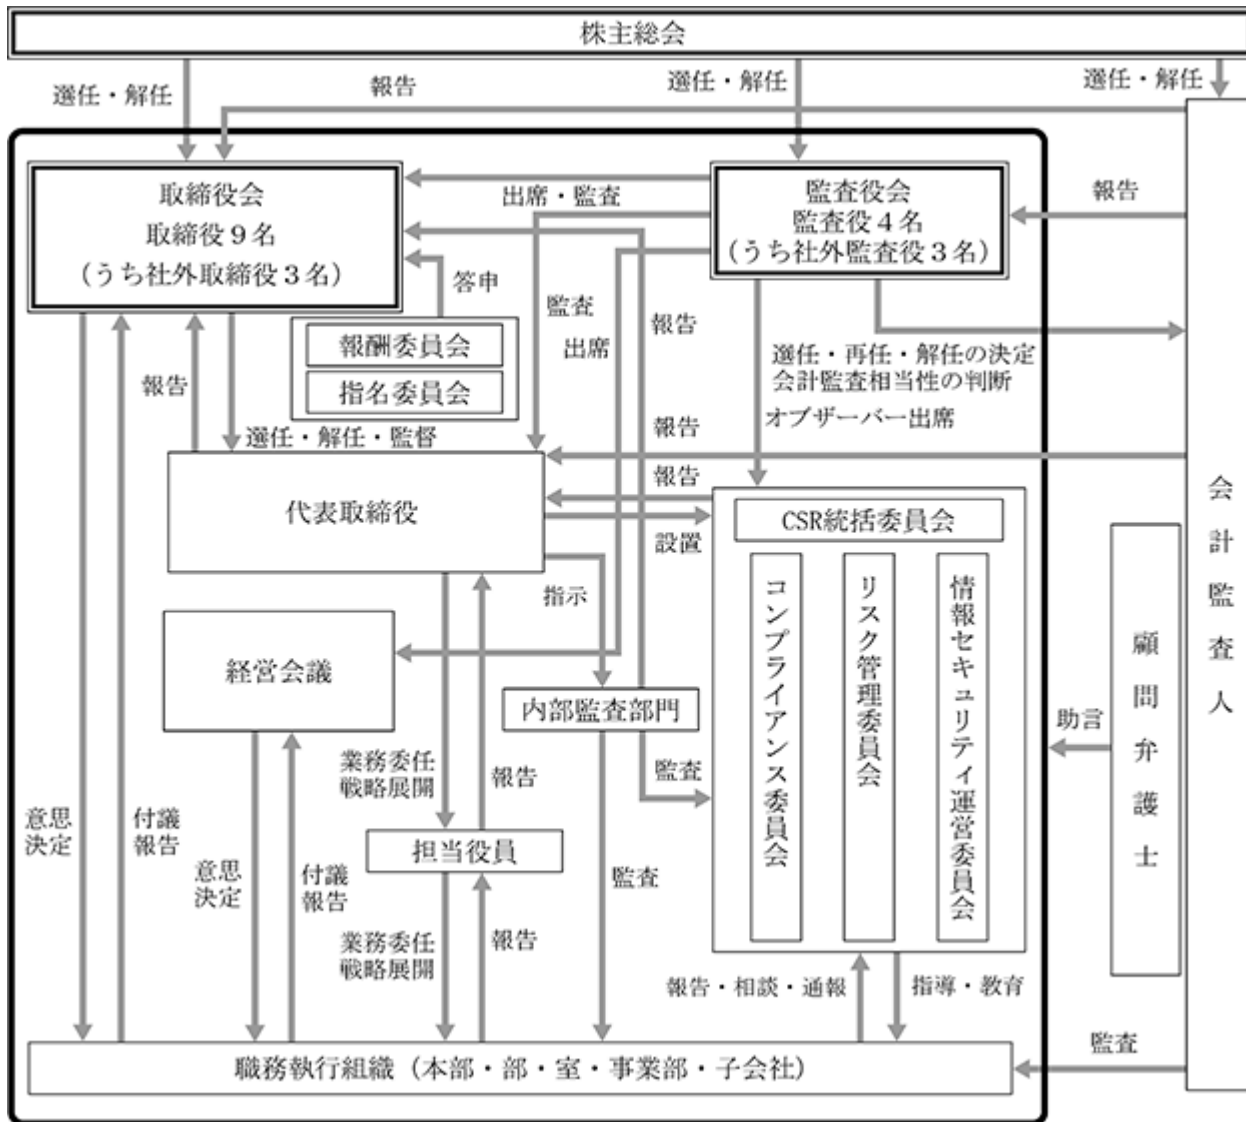 株主総会
選任・解任
報告
選任・解任
選任・解任
取締役会
取締役９名
（うち社外取締役３名）
出席・監査
監査役会
監査役４名
（うち社外監査役３名）
報告
答申
報酬委員会
指名委員会
監査
出席
報告
選任・再任・解任の決定
会計監査相当性の判断
オブザーバー出席
報告
選任・解任・監督
報告
代表取締役
報告
設置
指示
CSR統括委員会
コンプライアンス委員会
リスク管理委員会
情報セキュリティ運営委員会
会計監査人
顧問弁護士
助言
経営会議
内部監査部門
監査
業務委任
戦略展開
報告
担当役員
意思
決定
付議
報告
意思
決定
付議
報告
業務委任
戦略展開
報告
監査
報告・相談・通報
指導・教育
監査
職務執行組織（本部・部・室・事業部・子会社）